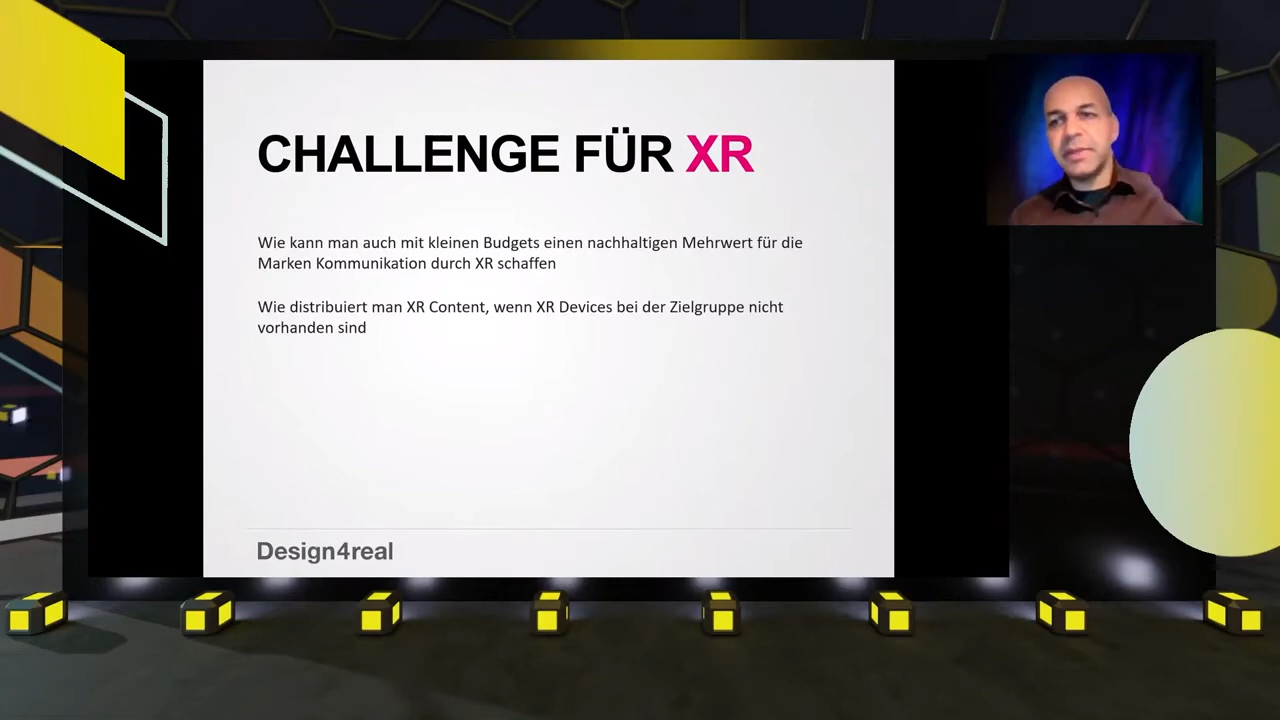 CHALLENGE FÜR XR
Wie kann man auch mit kleinen Budgets einen nachhaltigen Mehrwert für die
Marken Kommunikation durch XR schaffen
Wie distribuiert man XR Content, wenn XR Devices bei der Zielgruppe nicht
vorhanden sind
Design4real